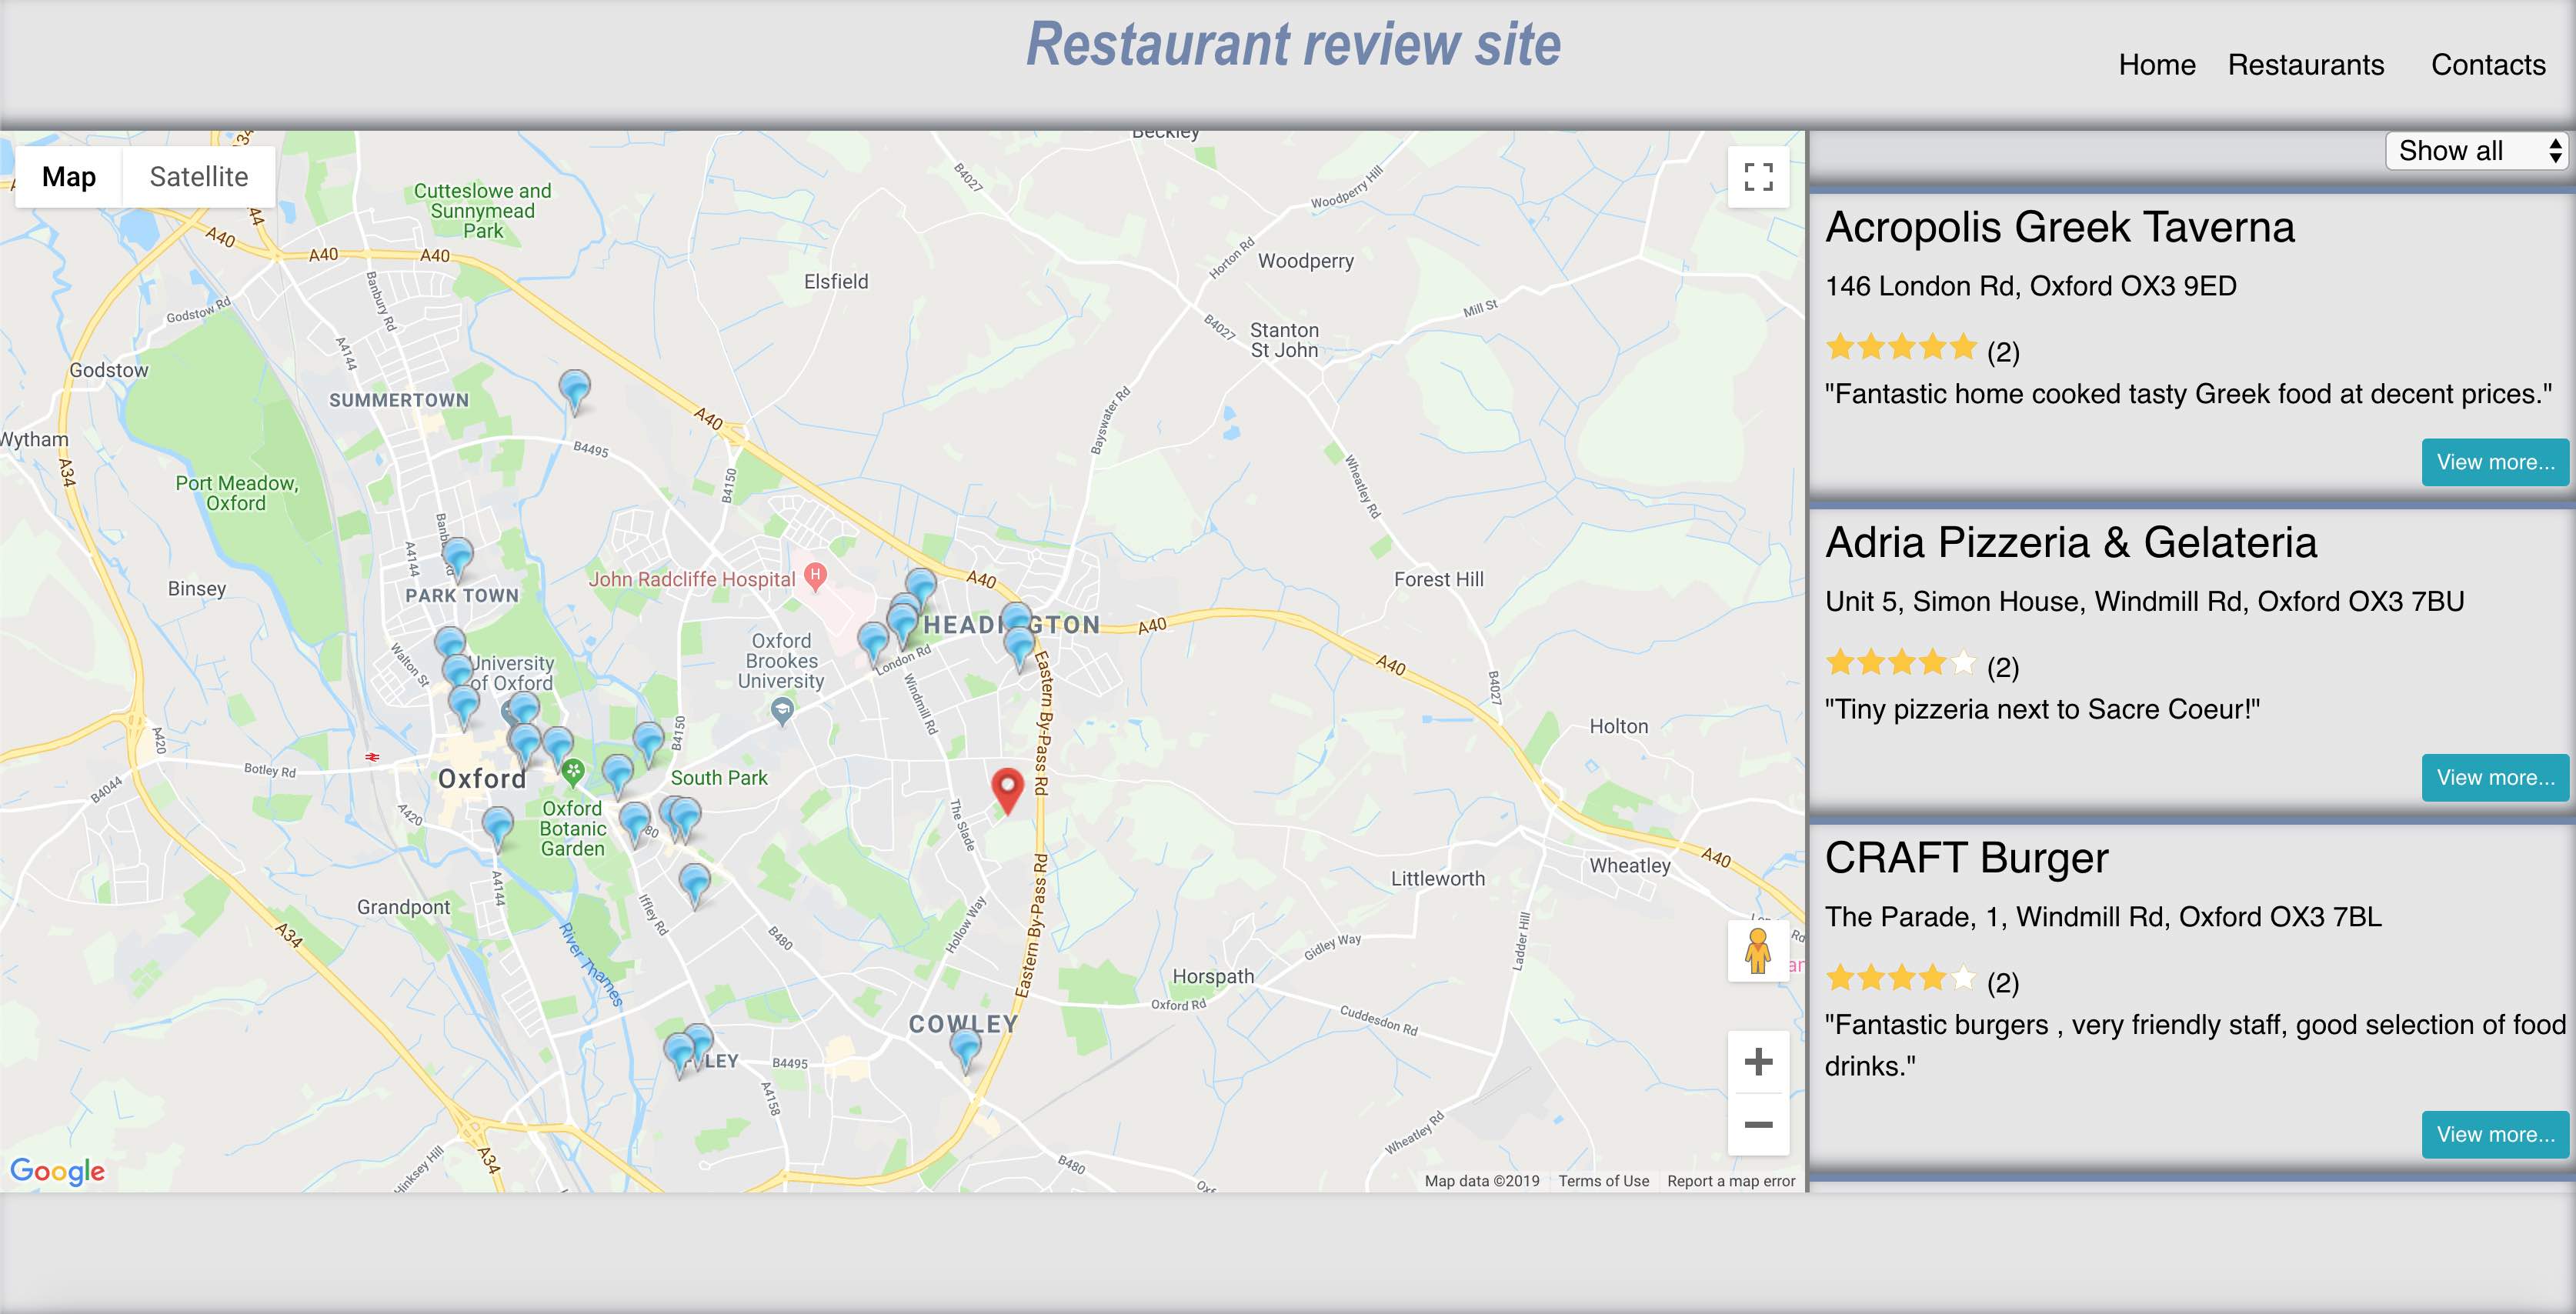 Restaurant review site
Home Restaurants Contacts
Map Satellite
Show all
Beckley
B4027
Woodperry Hill
Cutteslowe and
Sunnymead
Park
A40
A40
A40
44
Horton Rd
Woodperry
Elsfield
Banbury Rd
Godstow Rd
Mill St
B4027
Stanton
St John
A4144
Godstow
SUMMERTOWN
Bayswater Rd
A40
Wytham
B4495
A34
B4150
Wheatley Rd
Port Meadow,
Oxford
A4144
Binsey
PARK TOWN
John Radcliffe Hospital
H
A40
Forest Hill
A40
A40
Oxford
Brookes
University
London Rd
Walton St
University
of Oxford
Windmill Rd
Eastern By-Pass Rd
B4027
B4150
A420
Holton
Botley Rd
Oxford
South Park
B4044
A420
Oxford
Botanic
Garden
The Slade
A4144
Eastern By-Pass Rd
Littleworth
Wheatley
A40
Grandpont
A34
Iffley Rd
B480
Hollow Way
Ladder Hill
Gidley Way
River Thames
Horspath
Oxford Rd
Cuddesdon Rd
COWLEY
B4495
A4158
Wheatley Rd
Hinksey Hill
A34
B480
Google
Map data ©2019 Terms of Use Report a map error
Acropolis Greek Taverna
146 London Rd, Oxford OX3 9ED
(2)
"Fantastic home cooked tasty Greek food at decent prices."
View more...
Adria Pizzeria & Gelateria
Unit 5, Simon House, Windmill Rd, Oxford OX3 7BU
(2)
"Tiny pizzeria next to Sacre Coeur!"
View more...
CRAFT Burger
The Parade, 1, Windmill Rd, Oxford OX3 7BL
(2)
"Fantastic burgers , very friendly staff, good selection of food
drinks."
View more...